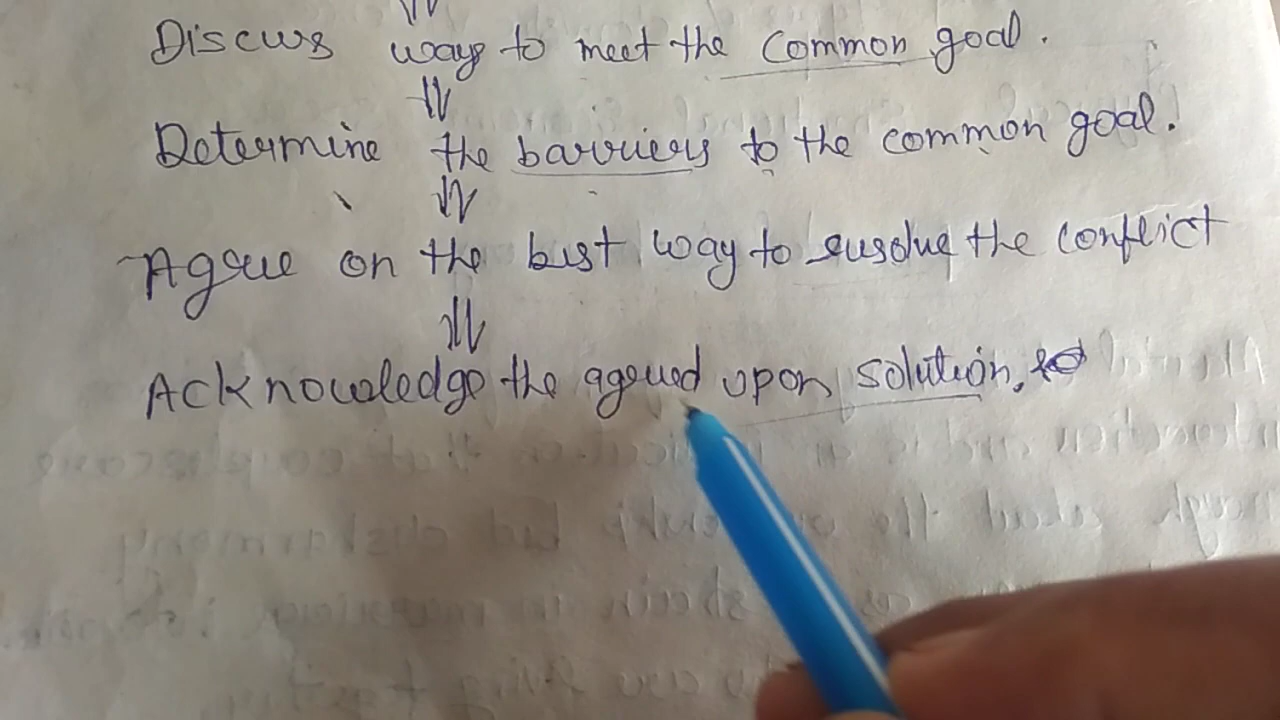 Discuss ways to meet the common goal.
Determine the barriers to the common goal.
Agree on the best way to resolve the conflict
Acknowledge the agreed upon solution.